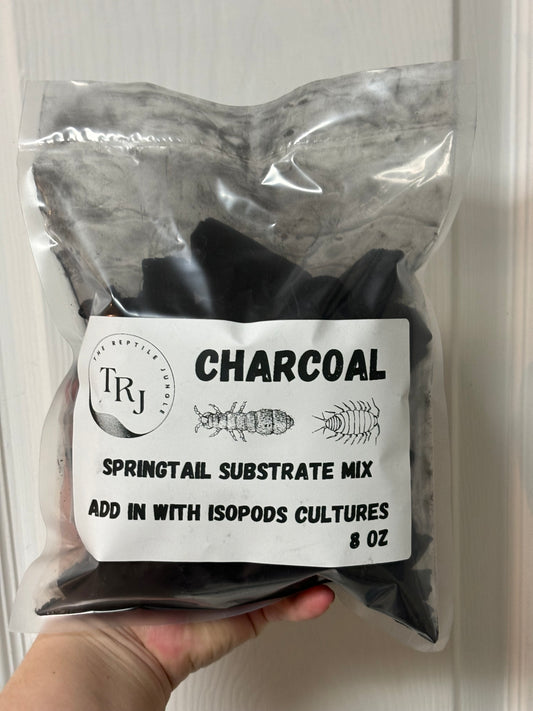 THE REPTILE JUNGLE
TRJ
CHARCOAL
SPRINGTAIL SUBSTRATE MIX
ADD IN WITH ISOPODS CULTURES
8 OZ